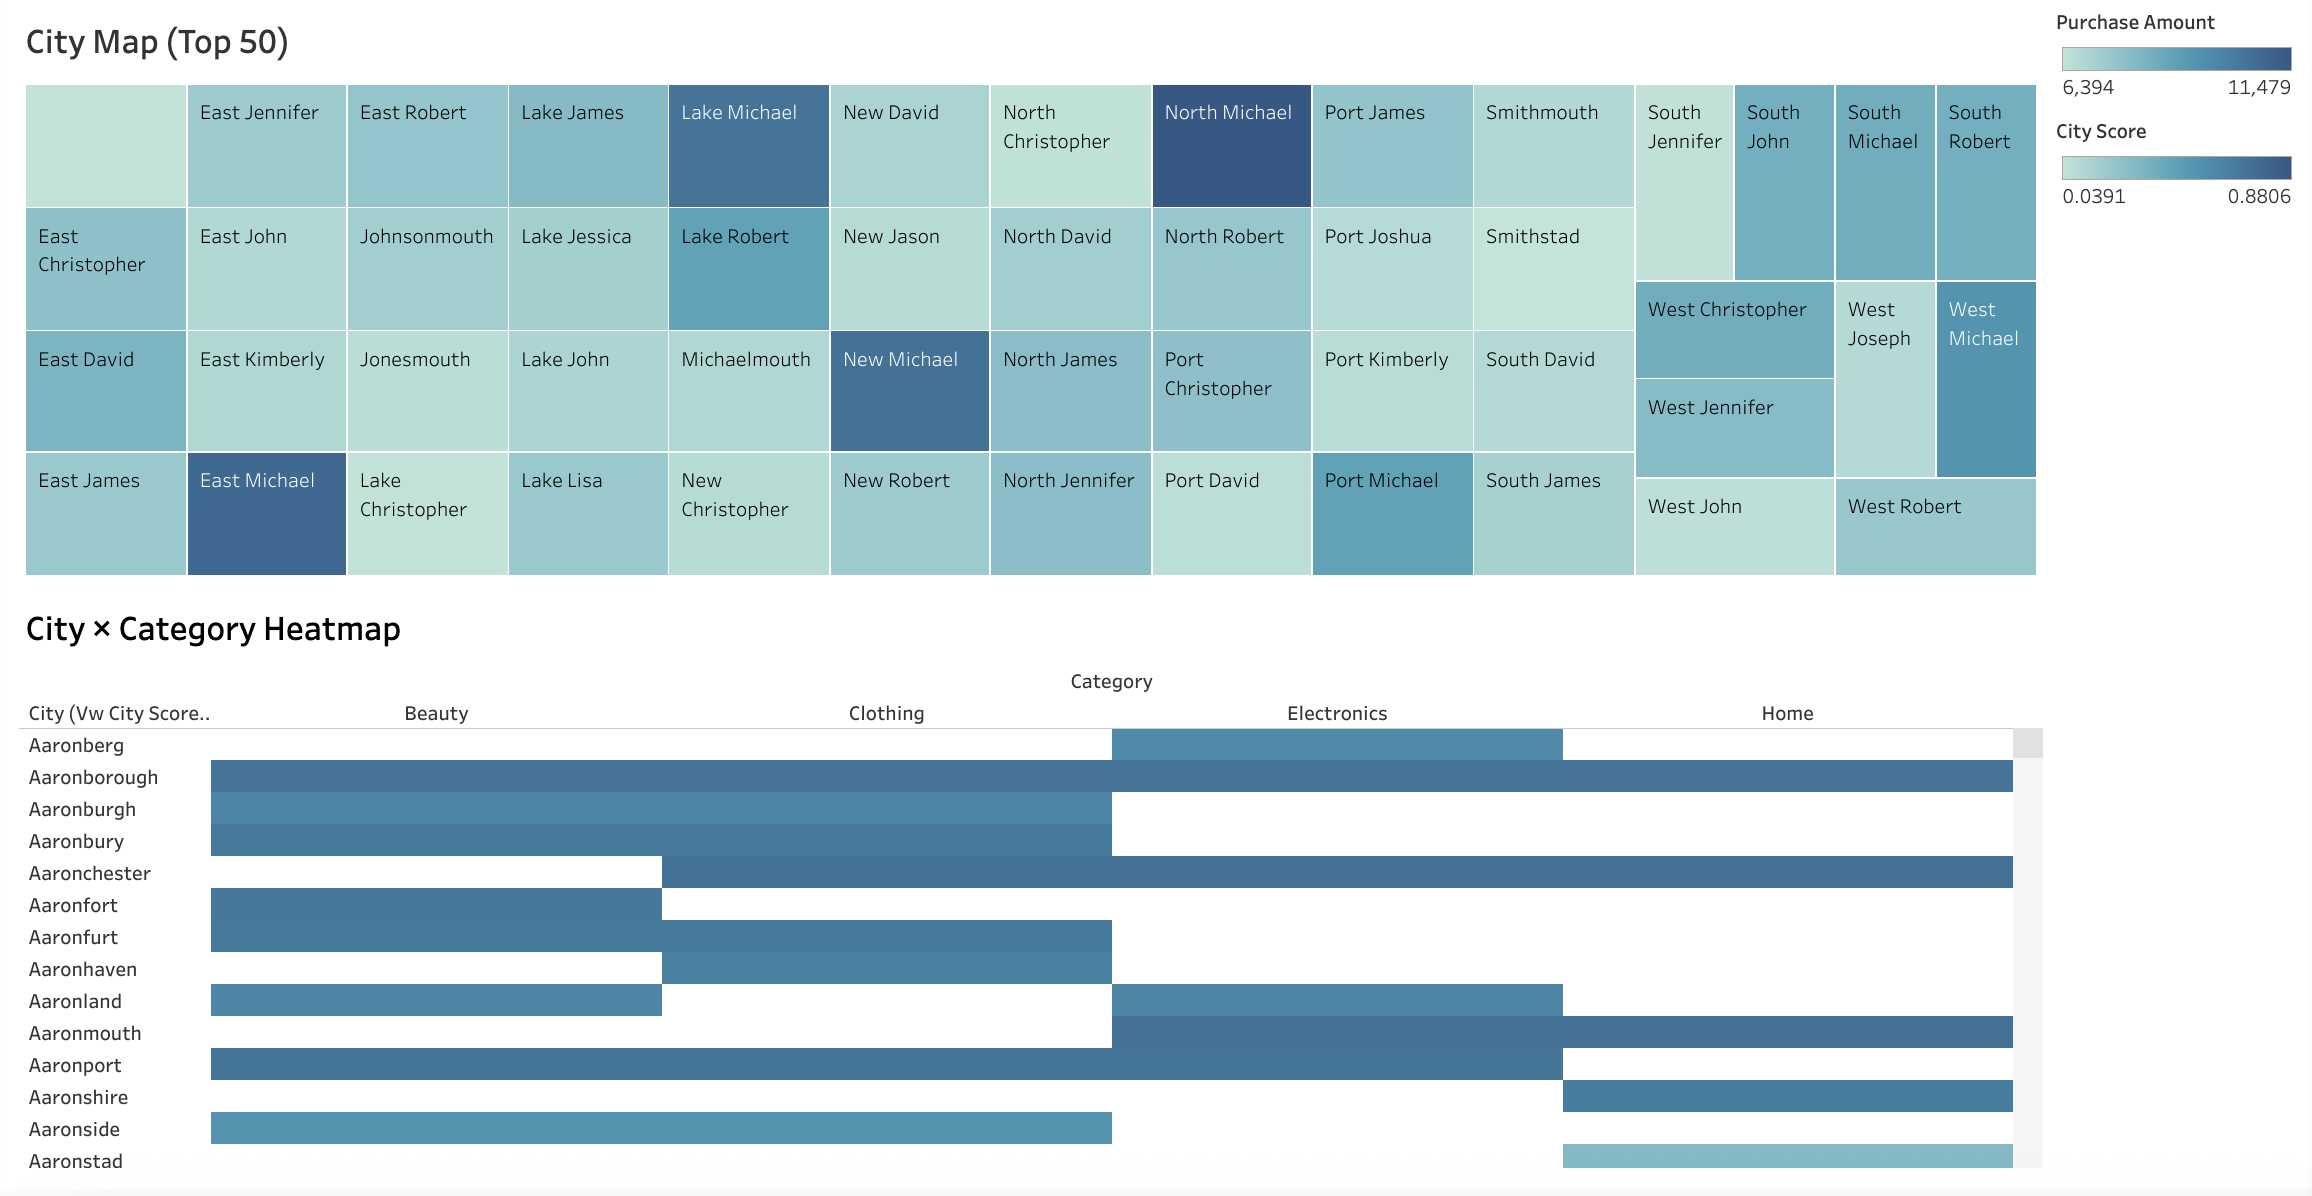 City Map (Top 50)
Purchase Amount
6,394 11,479
City Score
0.0391 0.8806
East Jennifer
East Robert
Lake James
Lake Michael
New David
North
Christopher
North Michael
Port James
Smithmouth
South
Jennifer
South
John
South
Michael
South
Robert
East
Christopher
East John
Johnsonmouth
Lake Jessica
Lake Robert
New Jason
North David
North Robert
Port Joshua
Smithstad
West Christopher
West
Joseph
West
Michael
East David
East Kimberly
Jonesmouth
Lake John
Michaelmouth
New Michael
North James
Port
Christopher
Port Kimberly
South David
West Jennifer
East James
East Michael
Lake
Christopher
Lake Lisa
New
Christopher
New Robert
North Jennifer
Port David
Port Michael
South James
West John
West Robert
City × Category Heatmap
Category
City (Vw City Score.. Beauty Clothing Electronics Home
Aaronberg
Aaronborough
Aaronburgh
Aaronbury
Aaronchester
Aaronfort
Aaronfurt
Aaronhaven
Aaronland
Aaronmouth
Aaronport
Aaronshire
Aaronside
Aaronstad